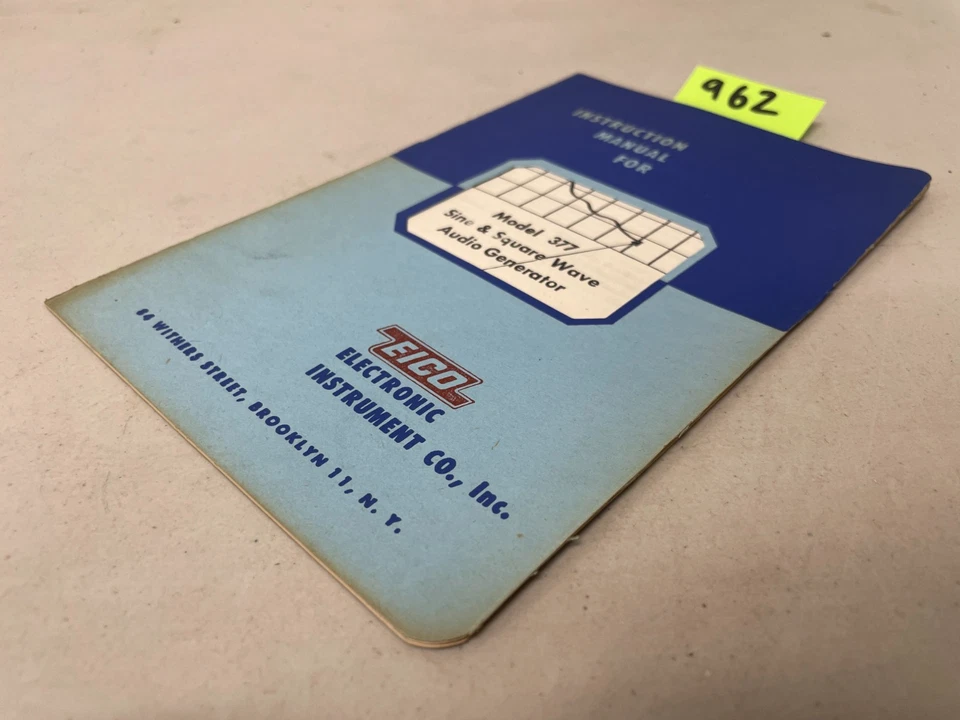 962
INSTRUCTION
MANUAL
FOR
Model 377
Sine & Square Wave
Audio Generator
EICO
ELECTRONIC
INSTRUMENT CO., Inc.
84 WITHERS STREET, BROOKLYN 11, N. Y.